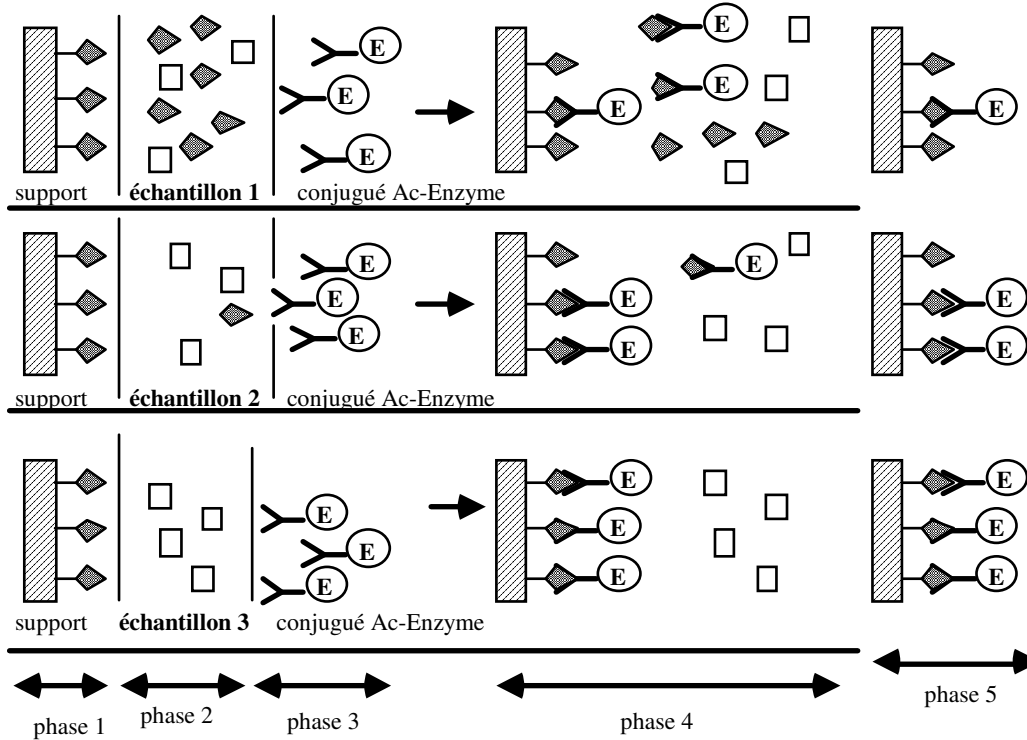 E E
E E E E
E
support échantillon 1 conjugué Ac-Enzyme
E E
E E E
E E E
support échantillon 2 conjugué Ac-Enzyme
E E
E
E E E
E E E
support échantillon 3 conjugué Ac-Enzyme
phase 1 phase 2 phase 3 phase 4 phase 5